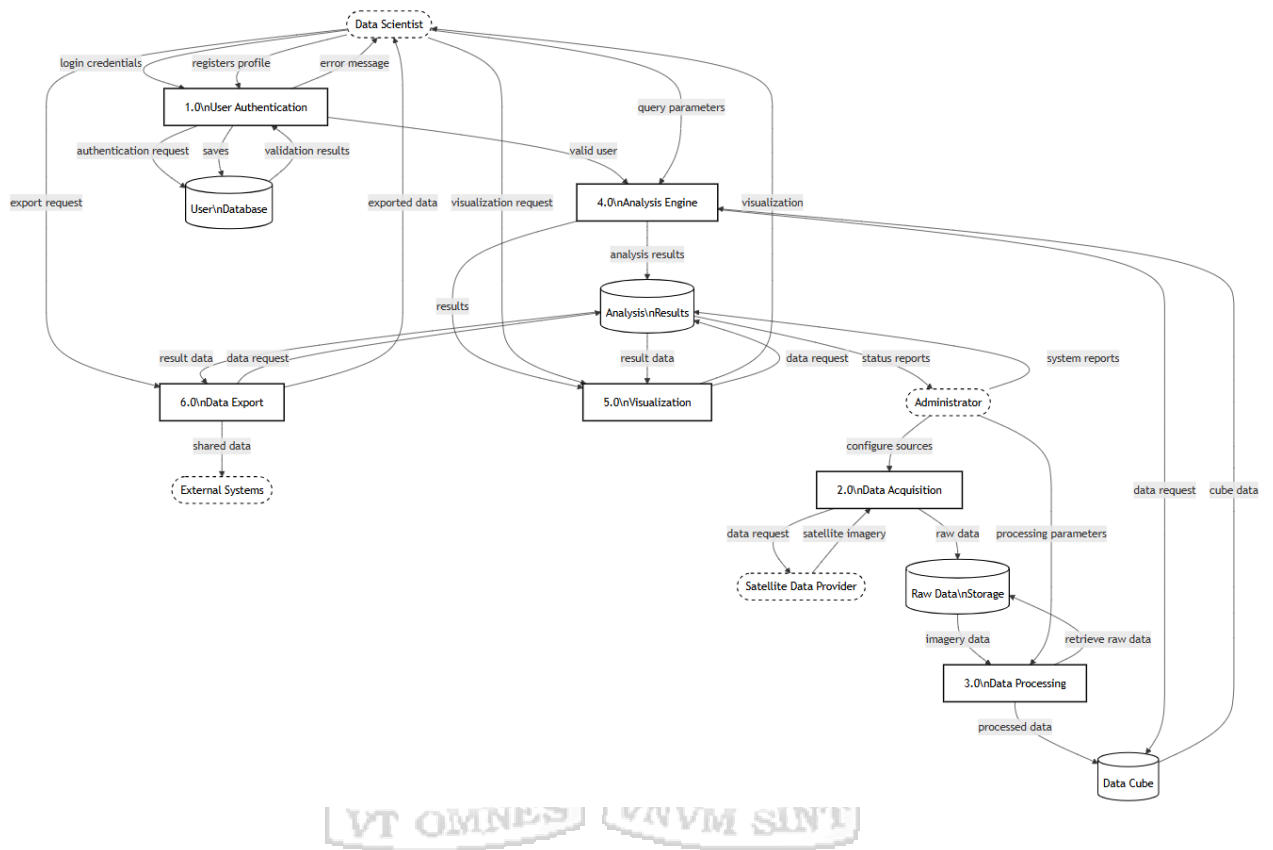 Data Scientist
login credentials
registers profile
error message
1.0\nUser Authentication
query parameters
authentication request
saves
validation results
valid user
export request
User\nDatabase
exported data
visualization request
4.0\nAnalysis Engine
visualization
analysis results
results
Analysis\nResults
result data
data request
result data
data request
status reports
system reports
6.0\nData Export
5.0\nVisualization
Administrator
shared data
configure sources
External Systems
2.0\nData Acquisition
data request
cube data
data request
satellite imagery
raw data
processing parameters
Satellite Data Provider
Raw Data\nStorage
imagery data
retrieve raw data
3.0\nData Processing
processed data
Data Cube
VT OMNES VNVM SINT